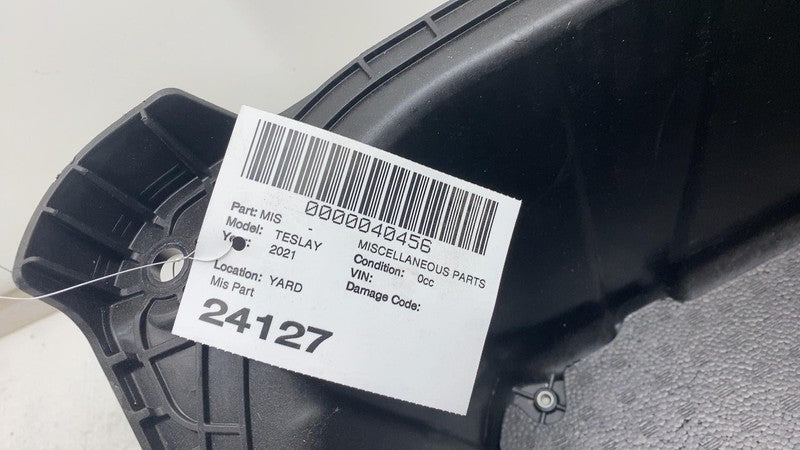 0000040456
Part: MIS - MISCELLANEOUS PARTS
Model: TESLAY Condition: 0cc
Year: 2021 VIN:
Damage Code:
Location: YARD
Mis Part
24127